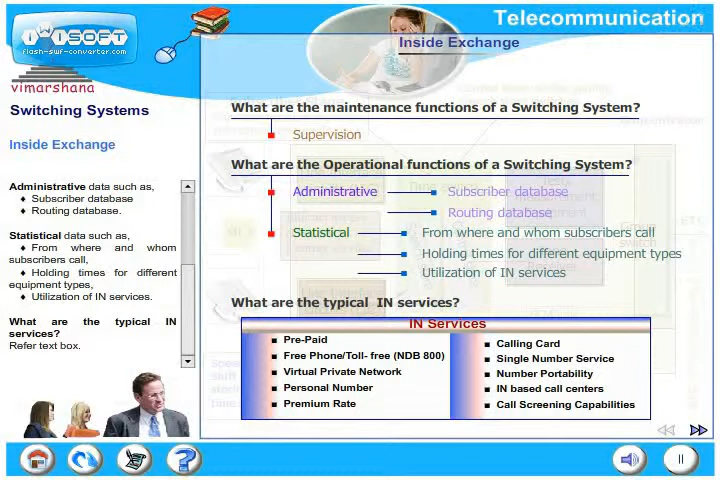 Telecommunication
Inside Exchange
iWiSOFT
flash-swf-converter.com
vimarshana
Switching Systems
Inside Exchange
Administrative data such as,
♦ Subscriber database
♦ Routing database.
Statistical data such as,
♦ From where and whom
subscribers call,
♦ Holding times for different
equipment types,
♦ Utilization of IN services.
What are the typical IN
services?
Refer text box.
What are the maintenance functions of a Switching System?
Supervision
What are the Operational functions of a Switching System?
Administrative
Subscriber database
Routing database
Statistical
From where and whom subscribers call
Holding times for different equipment types
Utilization of IN services
What are the typical IN services?
IN Services
Pre-Paid
Free Phone/Toll- free (NDB 800)
Virtual Private Network
Personal Number
Premium Rate
Calling Card
Single Number Service
Number Portability
IN based call centers
Call Screening Capabilities